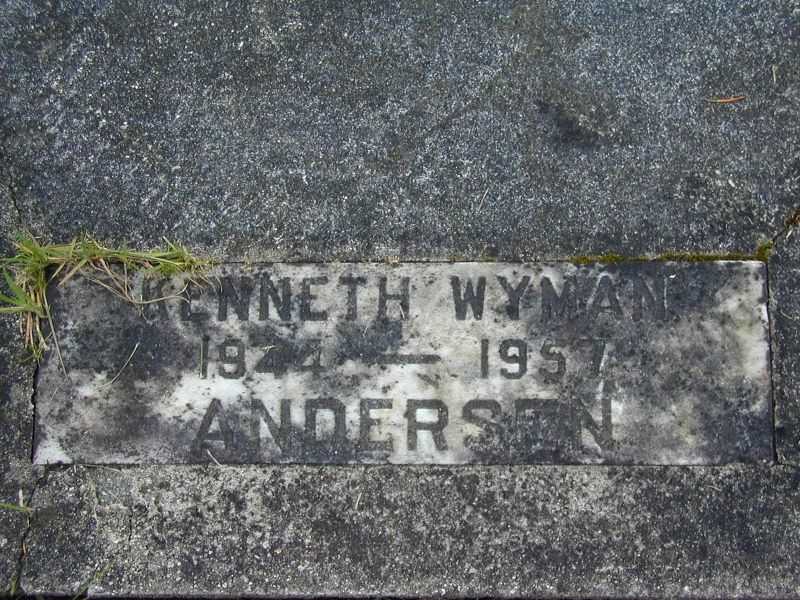 KENNETH WYMAN
1944 — 1957
ANDERSEN